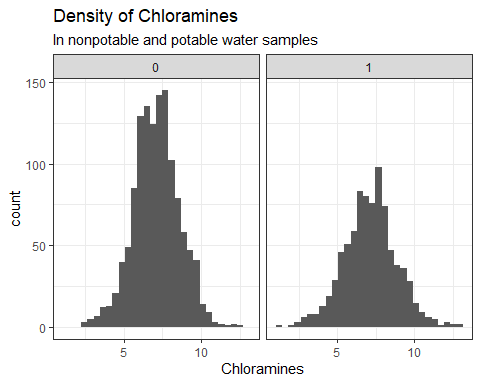 Density of Chloramines
In nonpotable and potable water samples
0 1
150
100
50
0
count
5 10 5 10
Chloramines